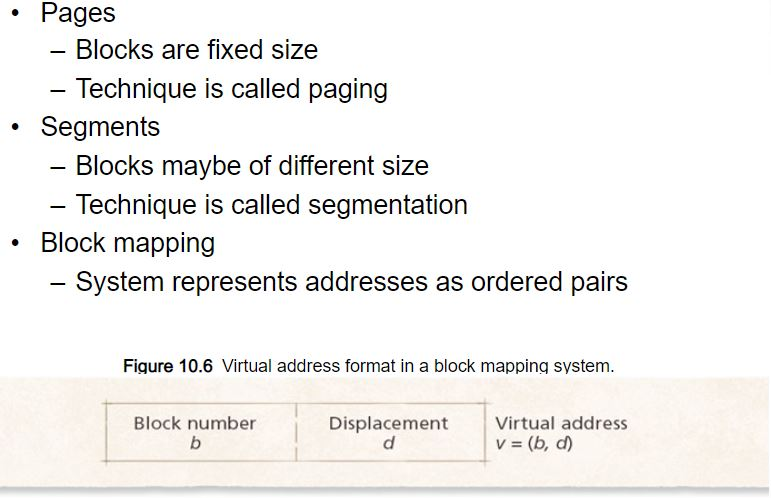 • Pages
– Blocks are fixed size
– Technique is called paging
• Segments
– Blocks maybe of different size
– Technique is called segmentation
• Block mapping
– System represents addresses as ordered pairs
Figure 10.6 Virtual address format in a block mapping system.
Block number Displacement Virtual address
b d v = (b, d)